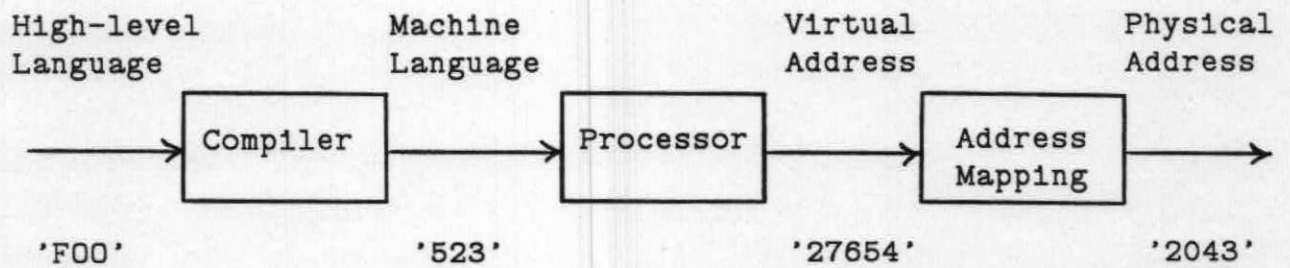 High-level Language
Machine Language
Virtual Address
Physical Address
Compiler
Processor
Address Mapping
'FOO'
'523'
'27654'
'2043'